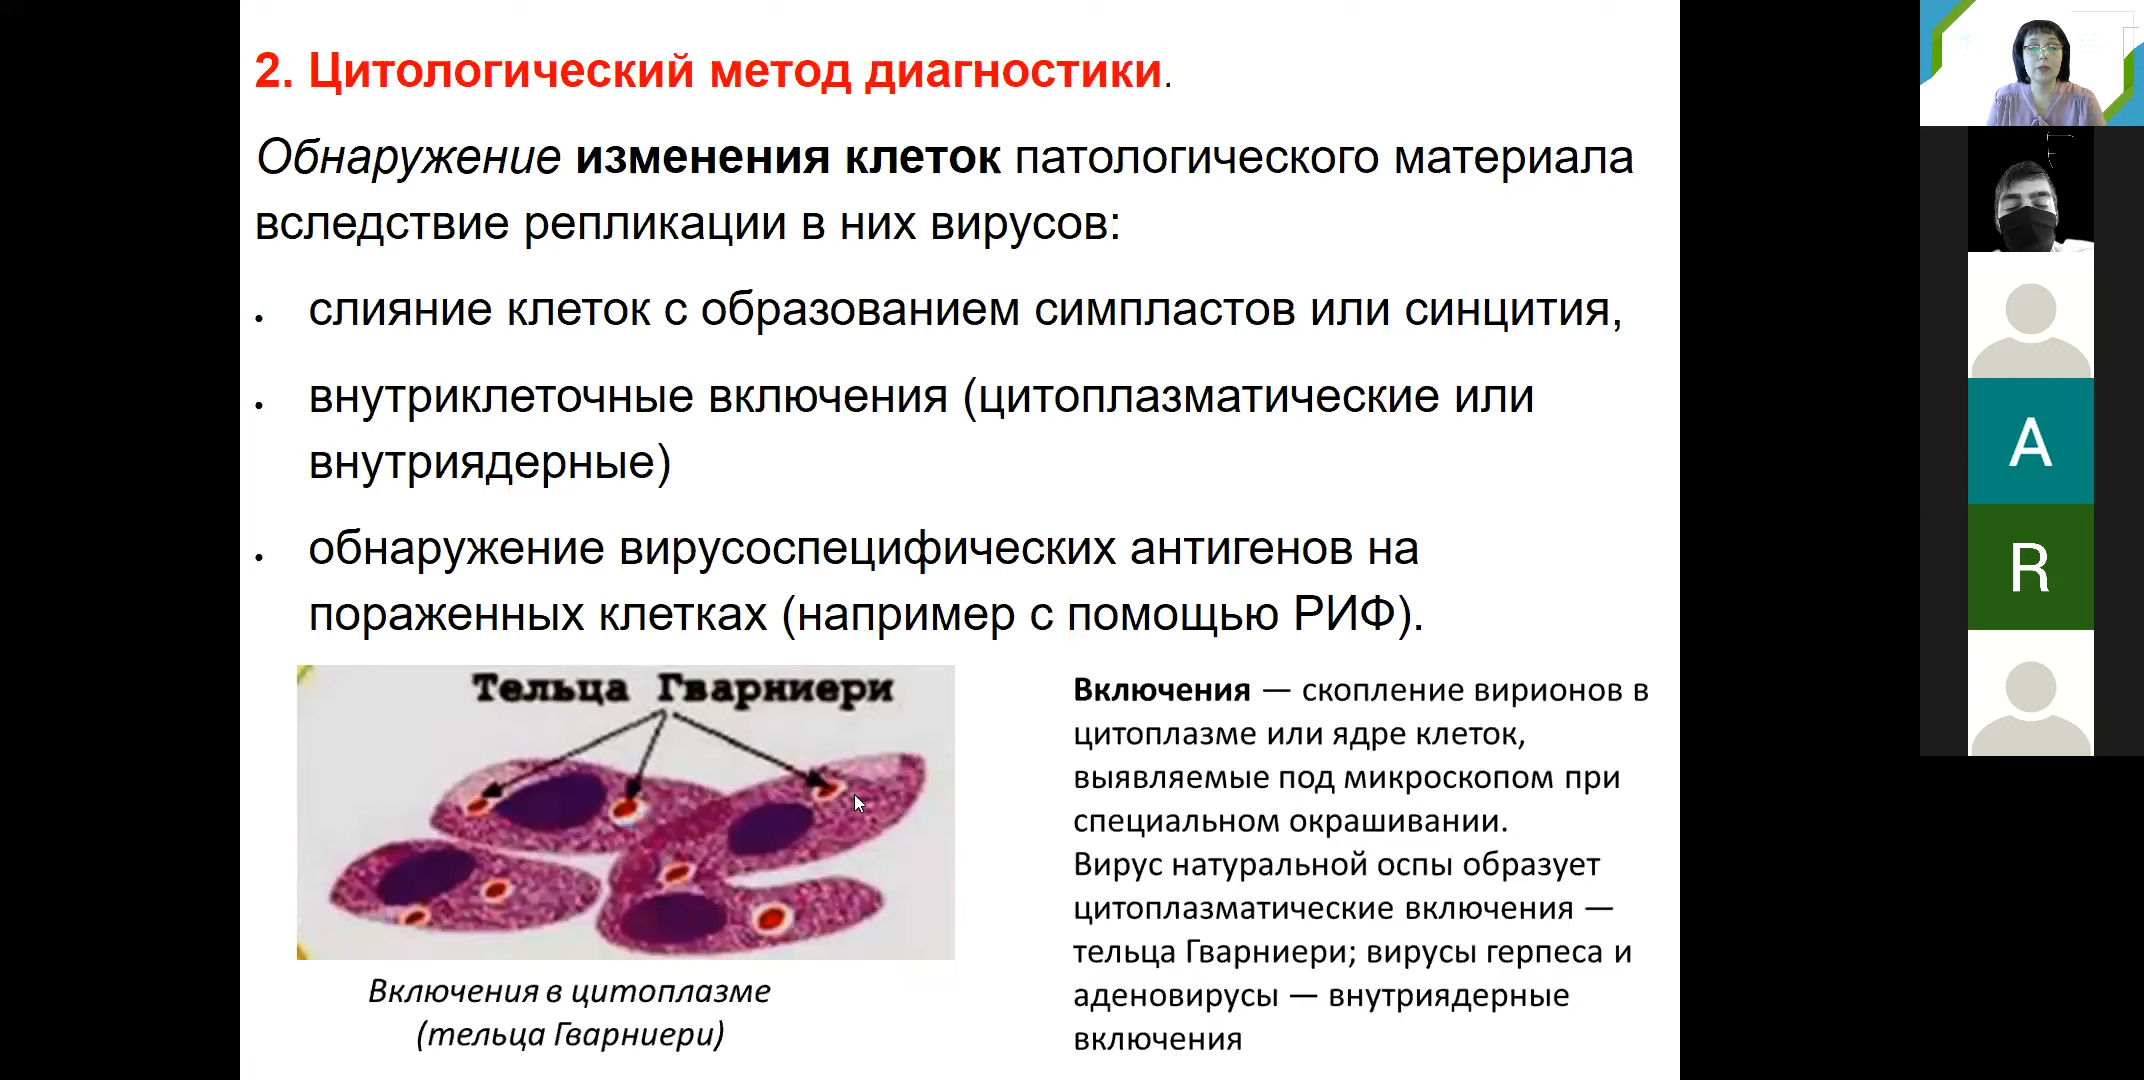 2. Цитологический метод диагностики.
Обнаружение изменения клеток патологического материала
вследствие репликации в них вирусов:
• слияние клеток с образованием симпластов или синцития,
• внутриклеточные включения (цитоплазматические или
внутриядерные)
• обнаружение вирусоспецифических антигенов на
пораженных клетках (например с помощью РИФ).
Тельца Гварниери
Включения в цитоплазме
(тельца Гварниери)
Включения — скопление вирионов в
цитоплазме или ядре клеток,
выявляемые под микроскопом при
специальном окрашивании.
Вирус натуральной оспы образует
цитоплазматические включения —
тельца Гварниери; вирусы герпеса и
аденовирусы — внутриядерные
включения
A
R